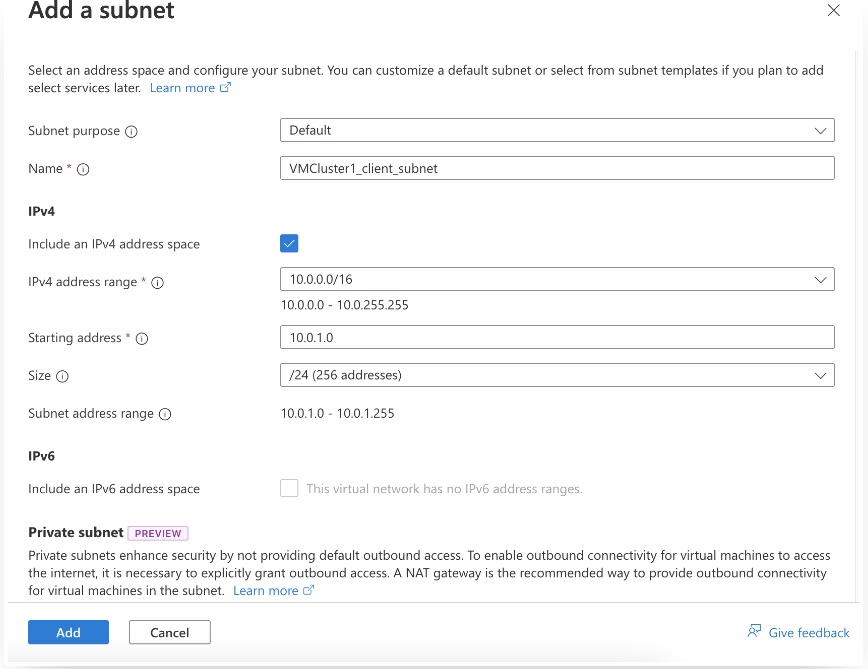 Add a subnet
Select an address space and configure your subnet. You can customize a default subnet or select from subnet templates if you plan to add
select services later. Learn more
Subnet purpose
Default
Name *
VMCluster1_client_subnet
IPv4
Include an IPv4 address space
IPv4 address range *
10.0.0.0/16
10.0.0.0 - 10.0.255.255
Starting address *
10.0.1.0
Size
/24 (256 addresses)
Subnet address range
10.0.1.0 - 10.0.1.255
IPv6
Include an IPv6 address space
This virtual network has no IPv6 address ranges.
Private subnet PREVIEW
Private subnets enhance security by not providing default outbound access. To enable outbound connectivity for virtual machines to access
the internet, it is necessary to explicitly grant outbound access. A NAT gateway is the recommended way to provide outbound connectivity
for virtual machines in the subnet. Learn more
Add
Cancel
Give feedback